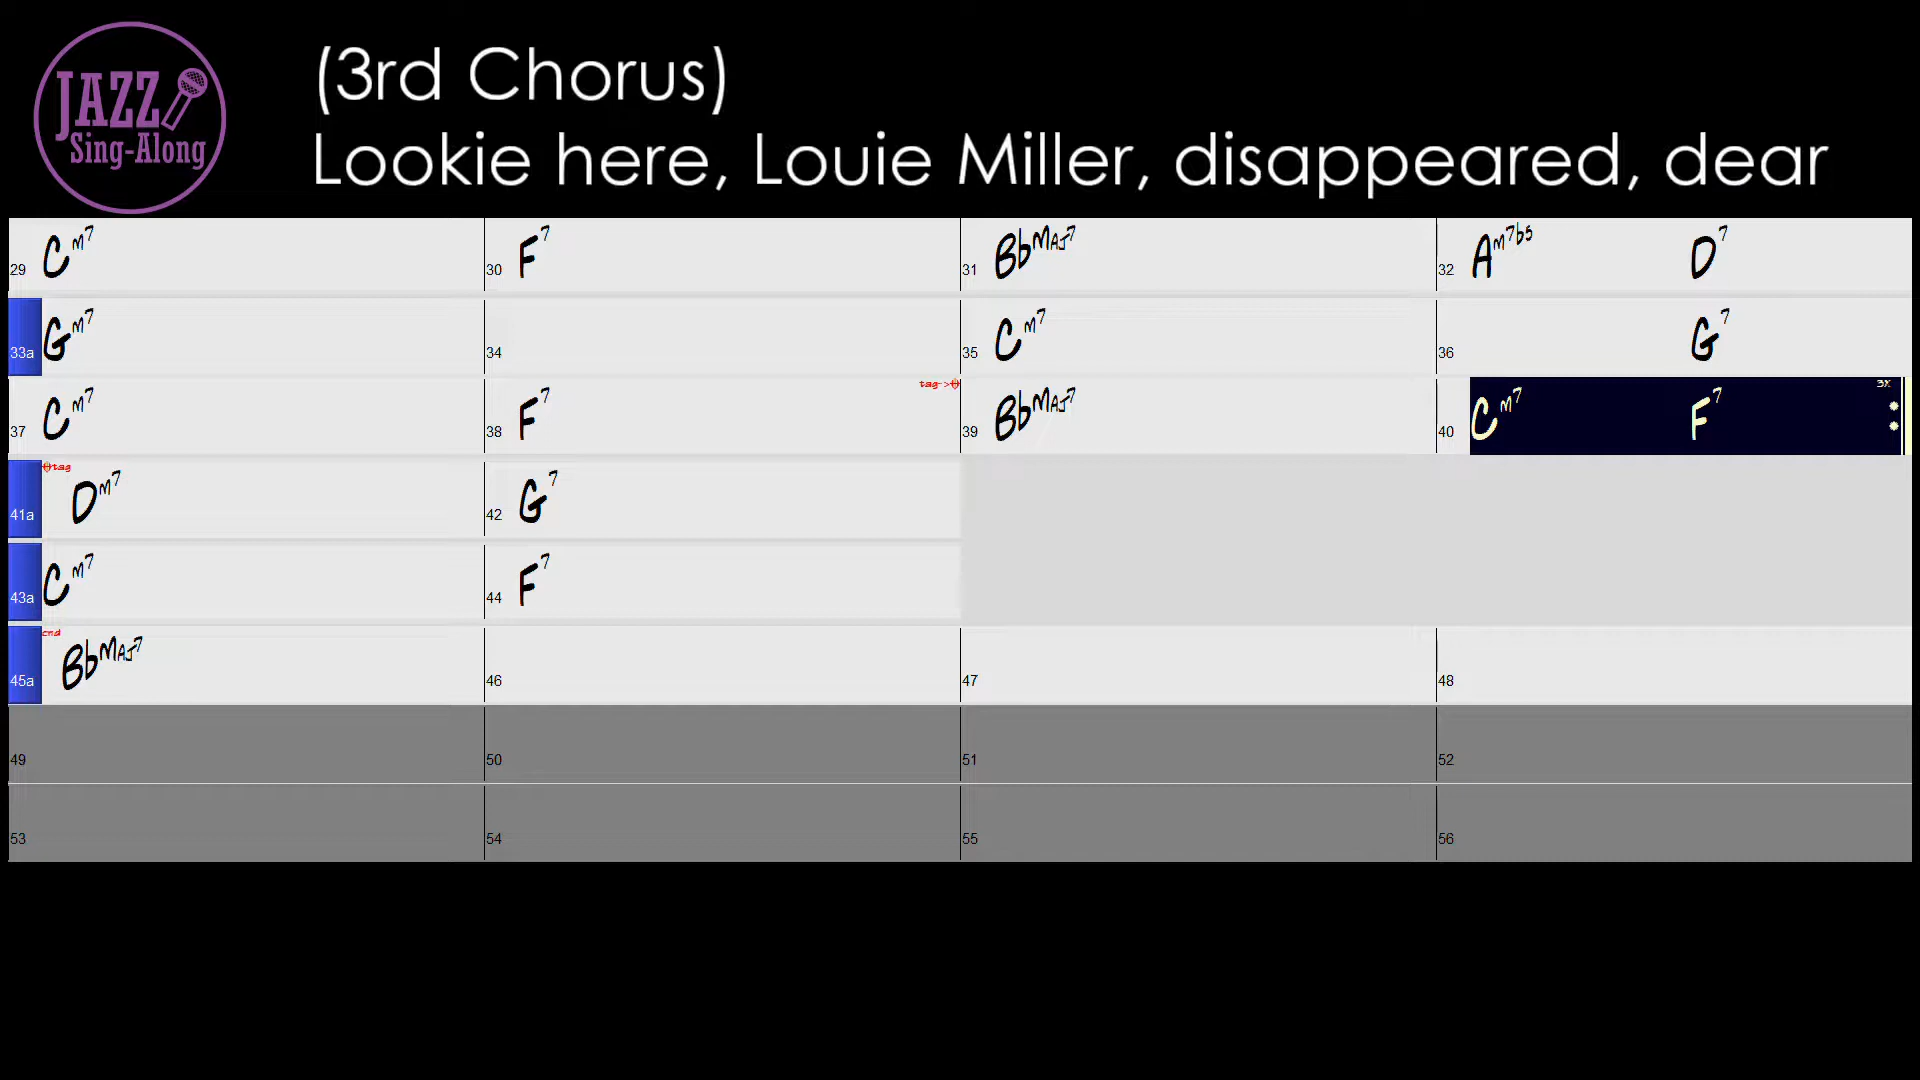 JAZZ
Sing-Along
(3rd Chorus)
Lookie here, Louie Miller, disappeared, dear
29 Cm7 30 F7 31 BbMAJ7 32 Am7b5 D7
33a Gm7 34 35 Cm7 36 G7
37 Cm7 38 F7 tag-> 39 BbMAJ7 40 Cm7 F7 3x
41a tag Dm7 42 G7
43a Cm7 44 F7
45a end BbMAJ7 46 47 48
49 50 51 52
53 54 55 56